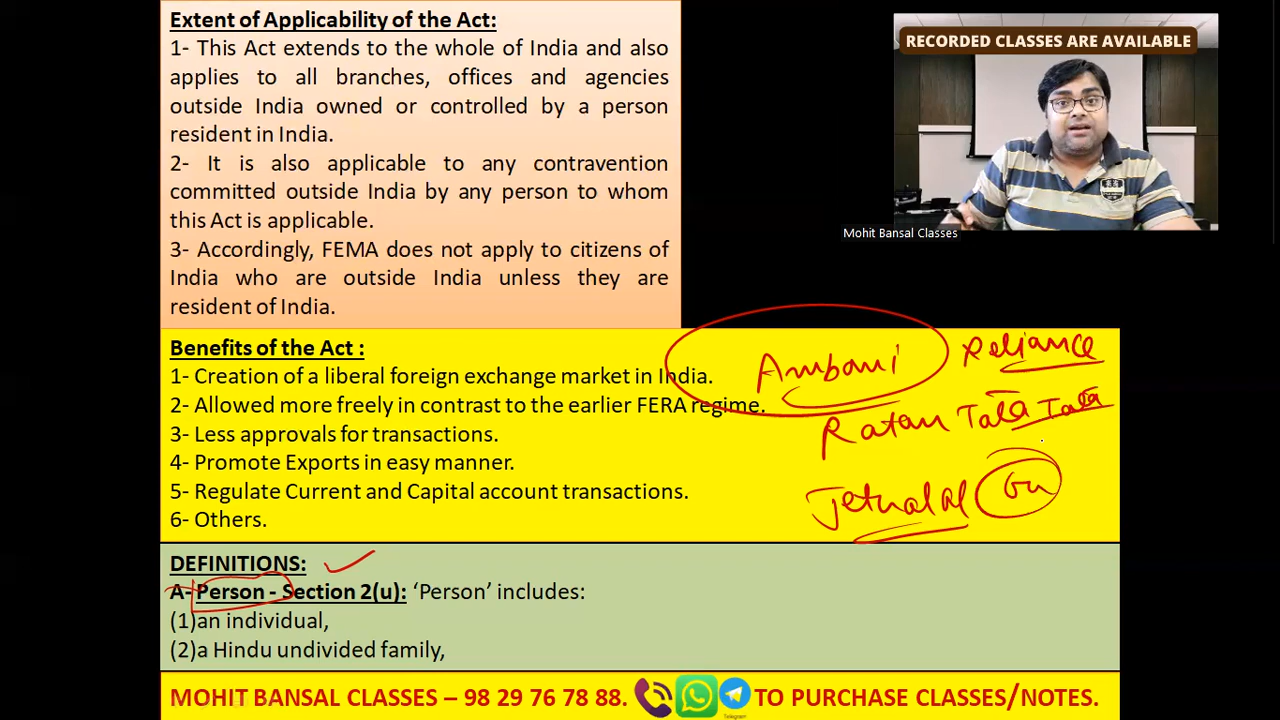 Extent of Applicability of the Act:
1- This Act extends to the whole of India and also
applies to all branches, offices and agencies
outside India owned or controlled by a person
resident in India.
2- It is also applicable to any contravention
committed outside India by any person to whom
this Act is applicable.
3- Accordingly, FEMA does not apply to citizens of
India who are outside India unless they are
resident of India.
RECORDED CLASSES ARE AVAILABLE
Mohit Bansal Classes
Benefits of the Act :
1- Creation of a liberal foreign exchange market in India.
2- Allowed more freely in contrast to the earlier FERA regime.
3- Less approvals for transactions.
4- Promote Exports in easy manner.
5- Regulate Current and Capital account transactions.
6- Others.
Ambani Reliance
Ratan Tata Tata
Jethalal
DEFINITIONS:
A- Person - Section 2(u): ‘Person’ includes:
(1)an individual,
(2)a Hindu undivided family,
MOHIT BANSAL CLASSES – 98 29 76 78 88. TO PURCHASE CLASSES/NOTES.
Telegram